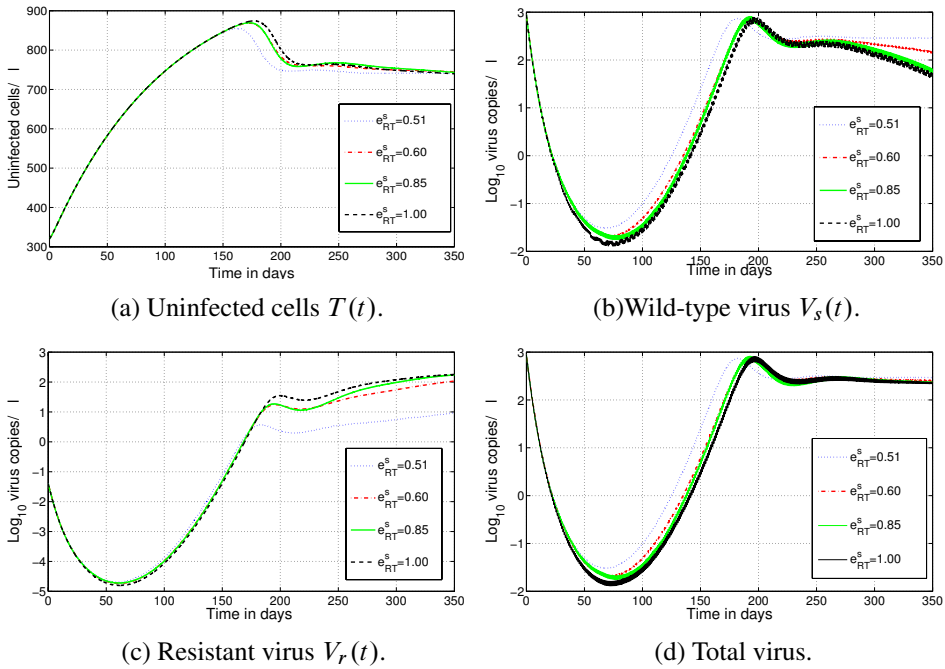 900
800
700
600
500
400
300
0 50 100 150 200 250 300 350
Uninfected cells/ l
Time in days
e^s_RT=0.51
e^s_RT=0.60
e^s_RT=0.85
e^s_RT=1.00
(a) Uninfected cells T(t).
3
2
1
0
−1
−2
0 50 100 150 200 250 300 350
Log10 virus copies/ l
Time in days
e^s_RT=0.51
e^s_RT=0.60
e^s_RT=0.85
e^s_RT=1.00
(b)Wild-type virus V_s(t).
3
2
1
0
−1
−2
−3
−4
−5
0 50 100 150 200 250 300 350
Log10 virus copies/ l
Time in days
e^s_RT=0.51
e^s_RT=0.60
e^s_RT=0.85
e^s_RT=1.00
(c) Resistant virus V_r(t).
3
2
1
0
−1
−2
0 50 100 150 200 250 300 350
Log10 virus copies/ l
Time in days
e^s_RT=0.51
e^s_RT=0.60
e^s_RT=0.85
e^s_RT=1.00
(d) Total virus.